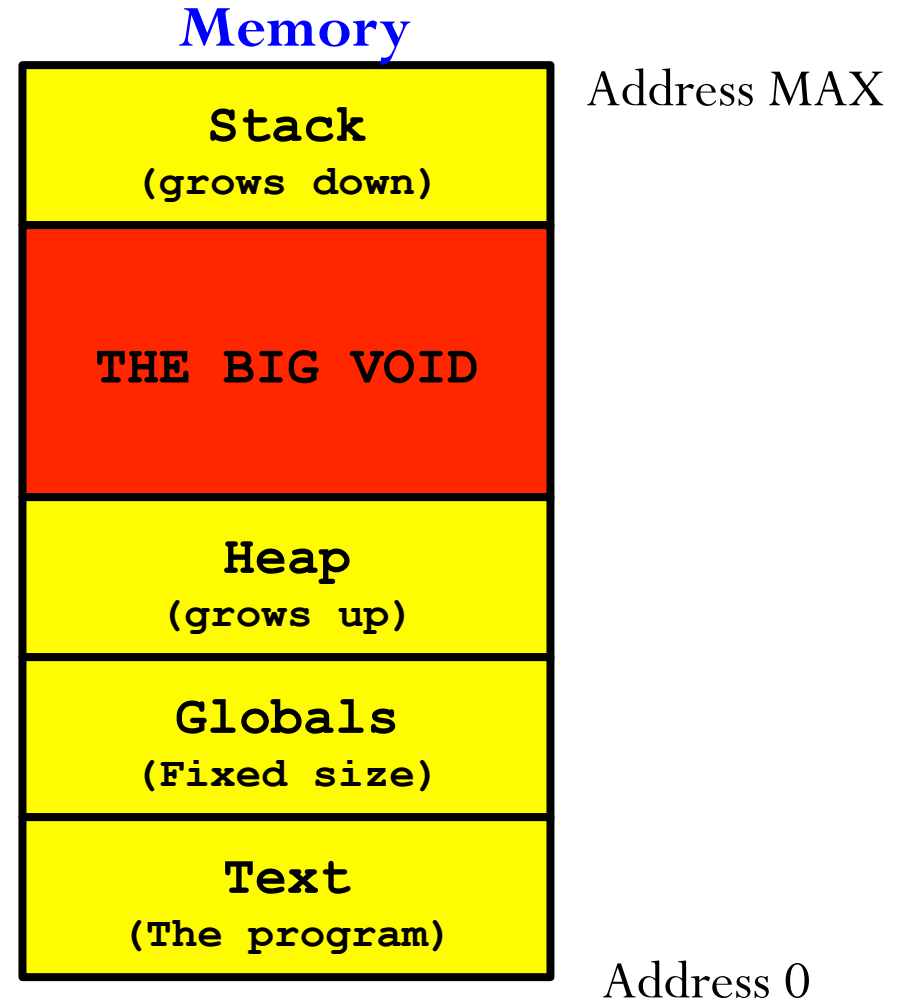 Memory
Address MAX
Stack
(grows down)
THE BIG VOID
Heap
(grows up)
Globals
(Fixed size)
Text
(The program)
Address 0